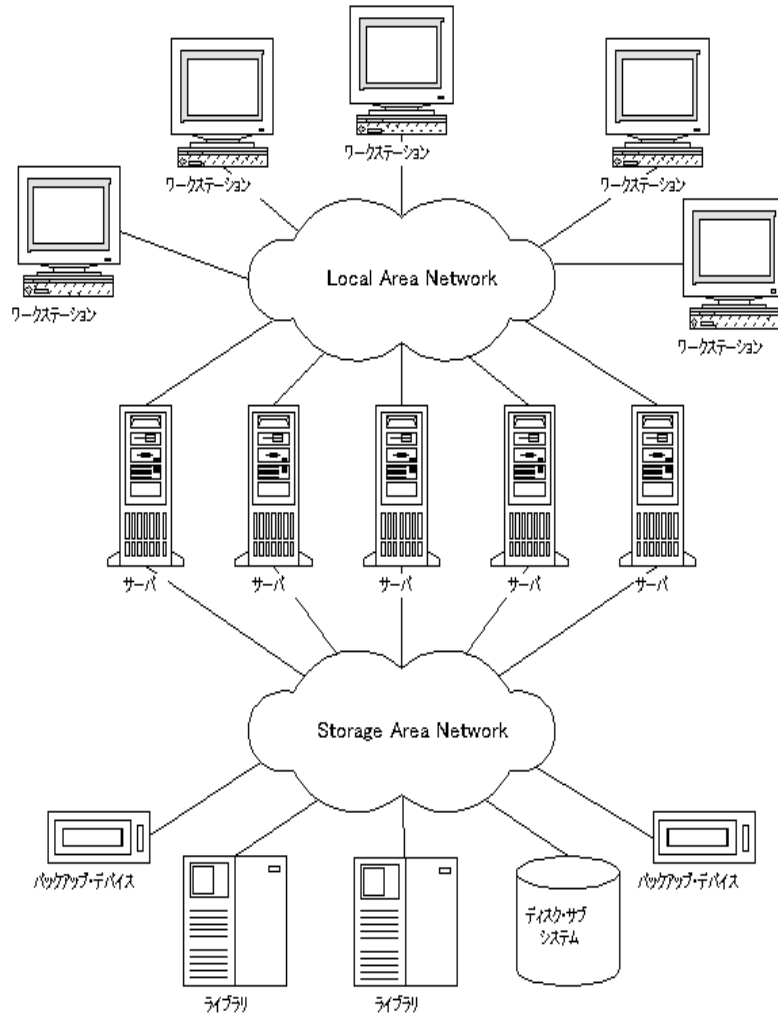 ワークステーション
ワークステーション
ワークステーション
ワークステーション
ワークステーション
Local Area Network
サーバ
サーバ
サーバ
サーバ
サーバ
Storage Area Network
バックアップ・デバイス
バックアップ・デバイス
ディスク・サブ
システム
ライブラリ
ライブラリ